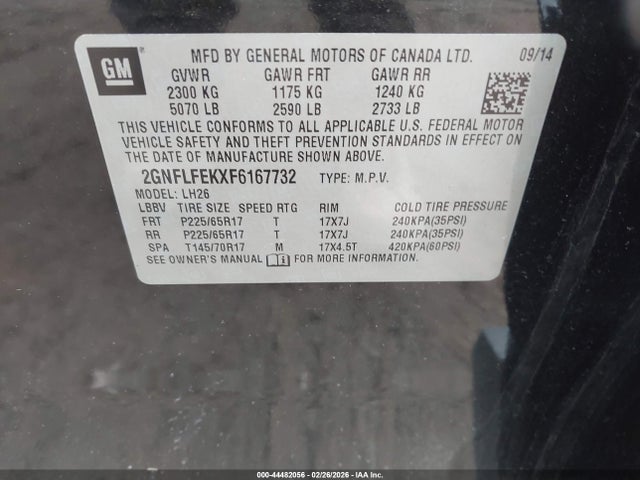 GM
MFD BY GENERAL MOTORS OF CANADA LTD. 09/14
GVWR GAWR FRT GAWR RR
2300 KG 1175 KG 1240 KG
5070 LB 2590 LB 2733 LB
THIS VEHICLE CONFORMS TO ALL APPLICABLE U.S. FEDERAL MOTOR
VEHICLE SAFETY AND THEFT PREVENTION STANDARDS IN EFFECT ON
THE DATE OF MANUFACTURE SHOWN ABOVE.
2GNFLFEKXF6167732 TYPE: M.P.V.
MODEL: LH26
LBBV TIRE SIZE SPEED RTG RIM COLD TIRE PRESSURE
FRT P225/65R17 T 17X7J 240KPA(35PSI)
RR P225/65R17 T 17X7J 240KPA(35PSI)
SPA T145/70R17 M 17X4.5T 420KPA(60PSI)
SEE OWNER'S MANUAL FOR MORE INFORMATION.
000-44482056 - 02/26/2026 - IAA Inc.